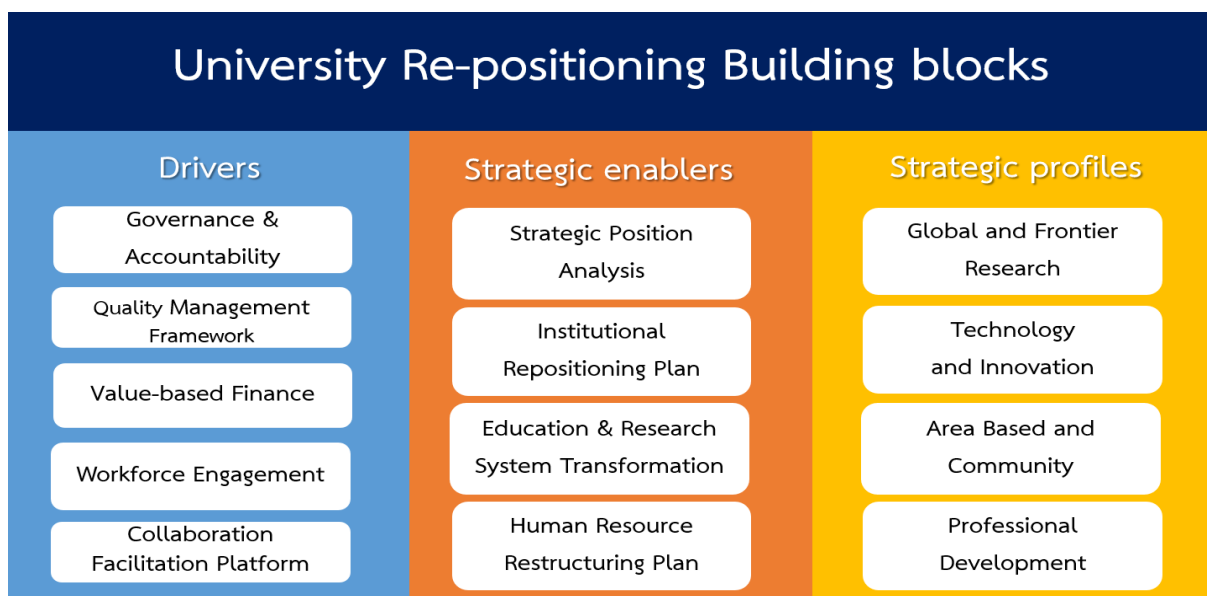 University Re-positioning Building blocks
Drivers
Governance &
Accountability
Quality Management
Framework
Value-based Finance
Workforce Engagement
Collaboration
Facilitation Platform
Strategic enablers
Strategic Position
Analysis
Institutional
Repositioning Plan
Education & Research
System Transformation
Human Resource
Restructuring Plan
Strategic profiles
Global and Frontier
Research
Technology
and Innovation
Area Based and
Community
Professional
Development